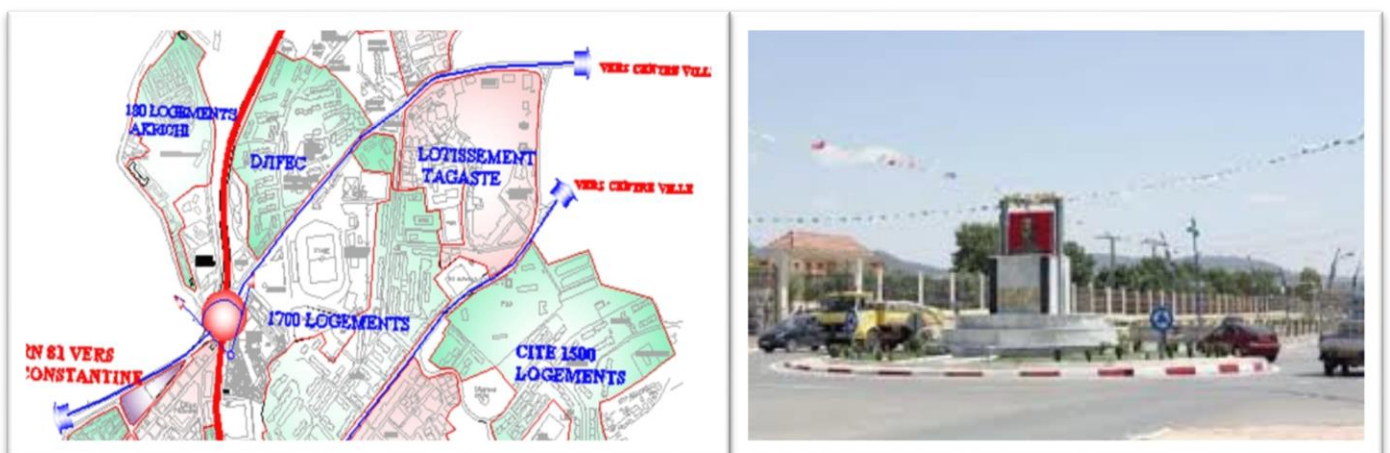 VERS CENTRE VILL
180 LOGEMENTS
AKRICHI
DJIFEC
LOTISSEMENT
TAGASTE
VERS CENTRE VILLE
1700 LOGEMENTS
RN 81 VERS
CONSTANTINE
CITE 1500
LOGEMENTS